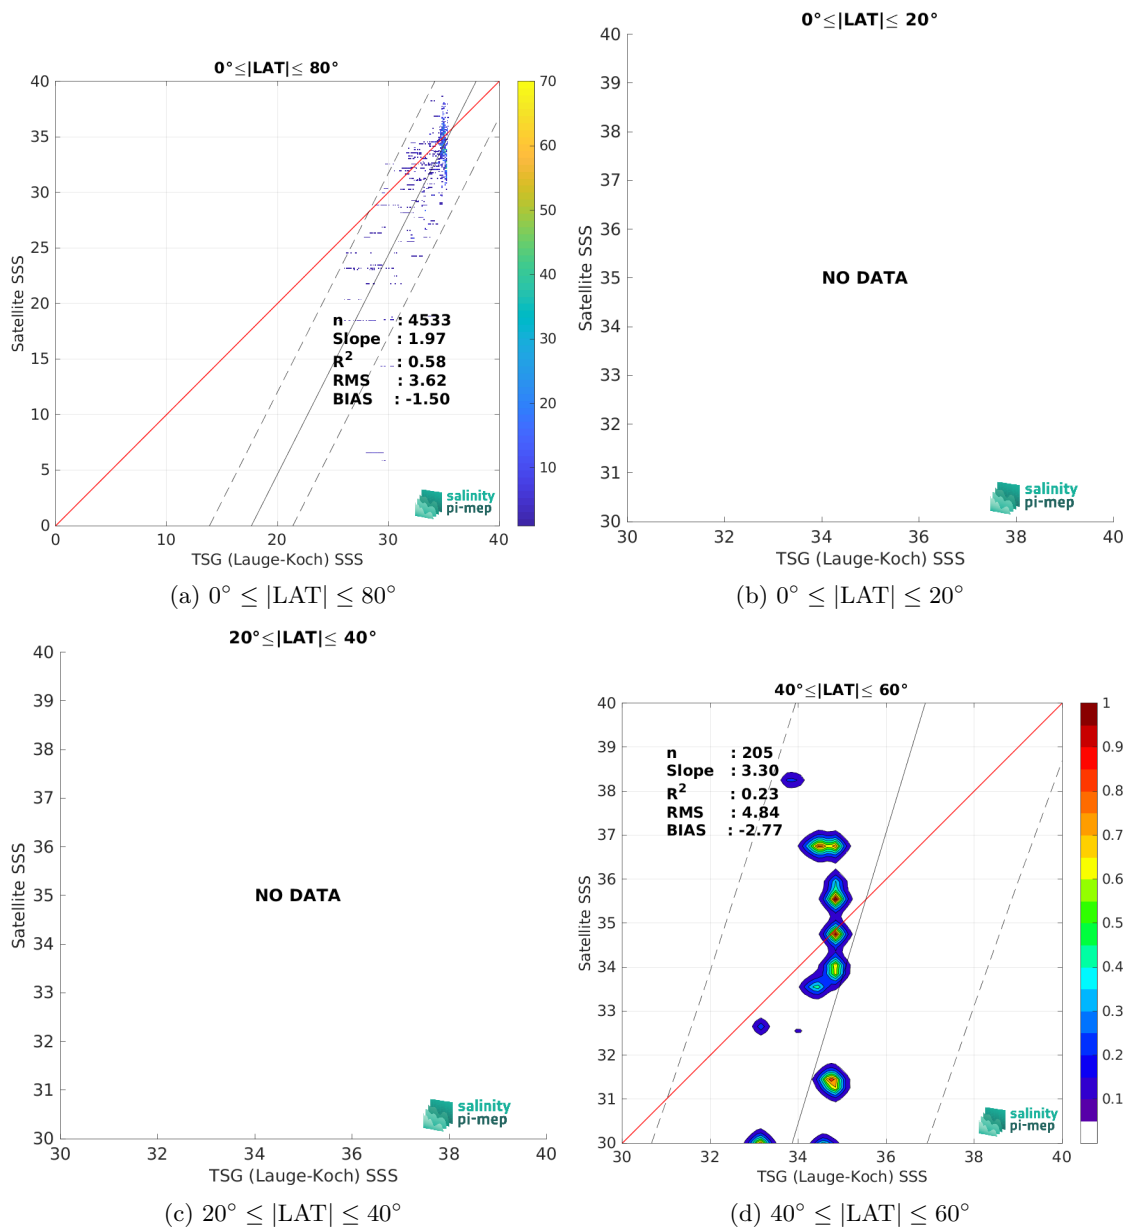 0°≤|LAT|≤ 80°
40
35
30
25
20
15
10
5
0
0
10
20
30
40
Satellite SSS
TSG (Lauge-Koch) SSS
n : 4533
Slope : 1.97
R2 : 0.58
RMS : 3.62
BIAS : -1.50
70
60
50
40
30
20
10
salinity
pi-mep
(a) 0° ≤ |LAT| ≤ 80°
0°≤|LAT|≤ 20°
40
39
38
37
36
35
34
33
32
31
30
30
32
34
36
38
40
Satellite SSS
TSG (Lauge-Koch) SSS
NO DATA
salinity
pi-mep
(b) 0° ≤ |LAT| ≤ 20°
20°≤|LAT|≤ 40°
40
39
38
37
36
35
34
33
32
31
30
30
32
34
36
38
40
Satellite SSS
TSG (Lauge-Koch) SSS
NO DATA
salinity
pi-mep
(c) 20° ≤ |LAT| ≤ 40°
40°≤|LAT|≤ 60°
40
39
38
37
36
35
34
33
32
31
30
30
32
34
36
38
40
Satellite SSS
TSG (Lauge-Koch) SSS
n : 205
Slope : 3.30
R2 : 0.23
RMS : 4.84
BIAS : -2.77
1
0.9
0.8
0.7
0.6
0.5
0.4
0.3
0.2
0.1
salinity
pi-mep
(d) 40° ≤ |LAT| ≤ 60°